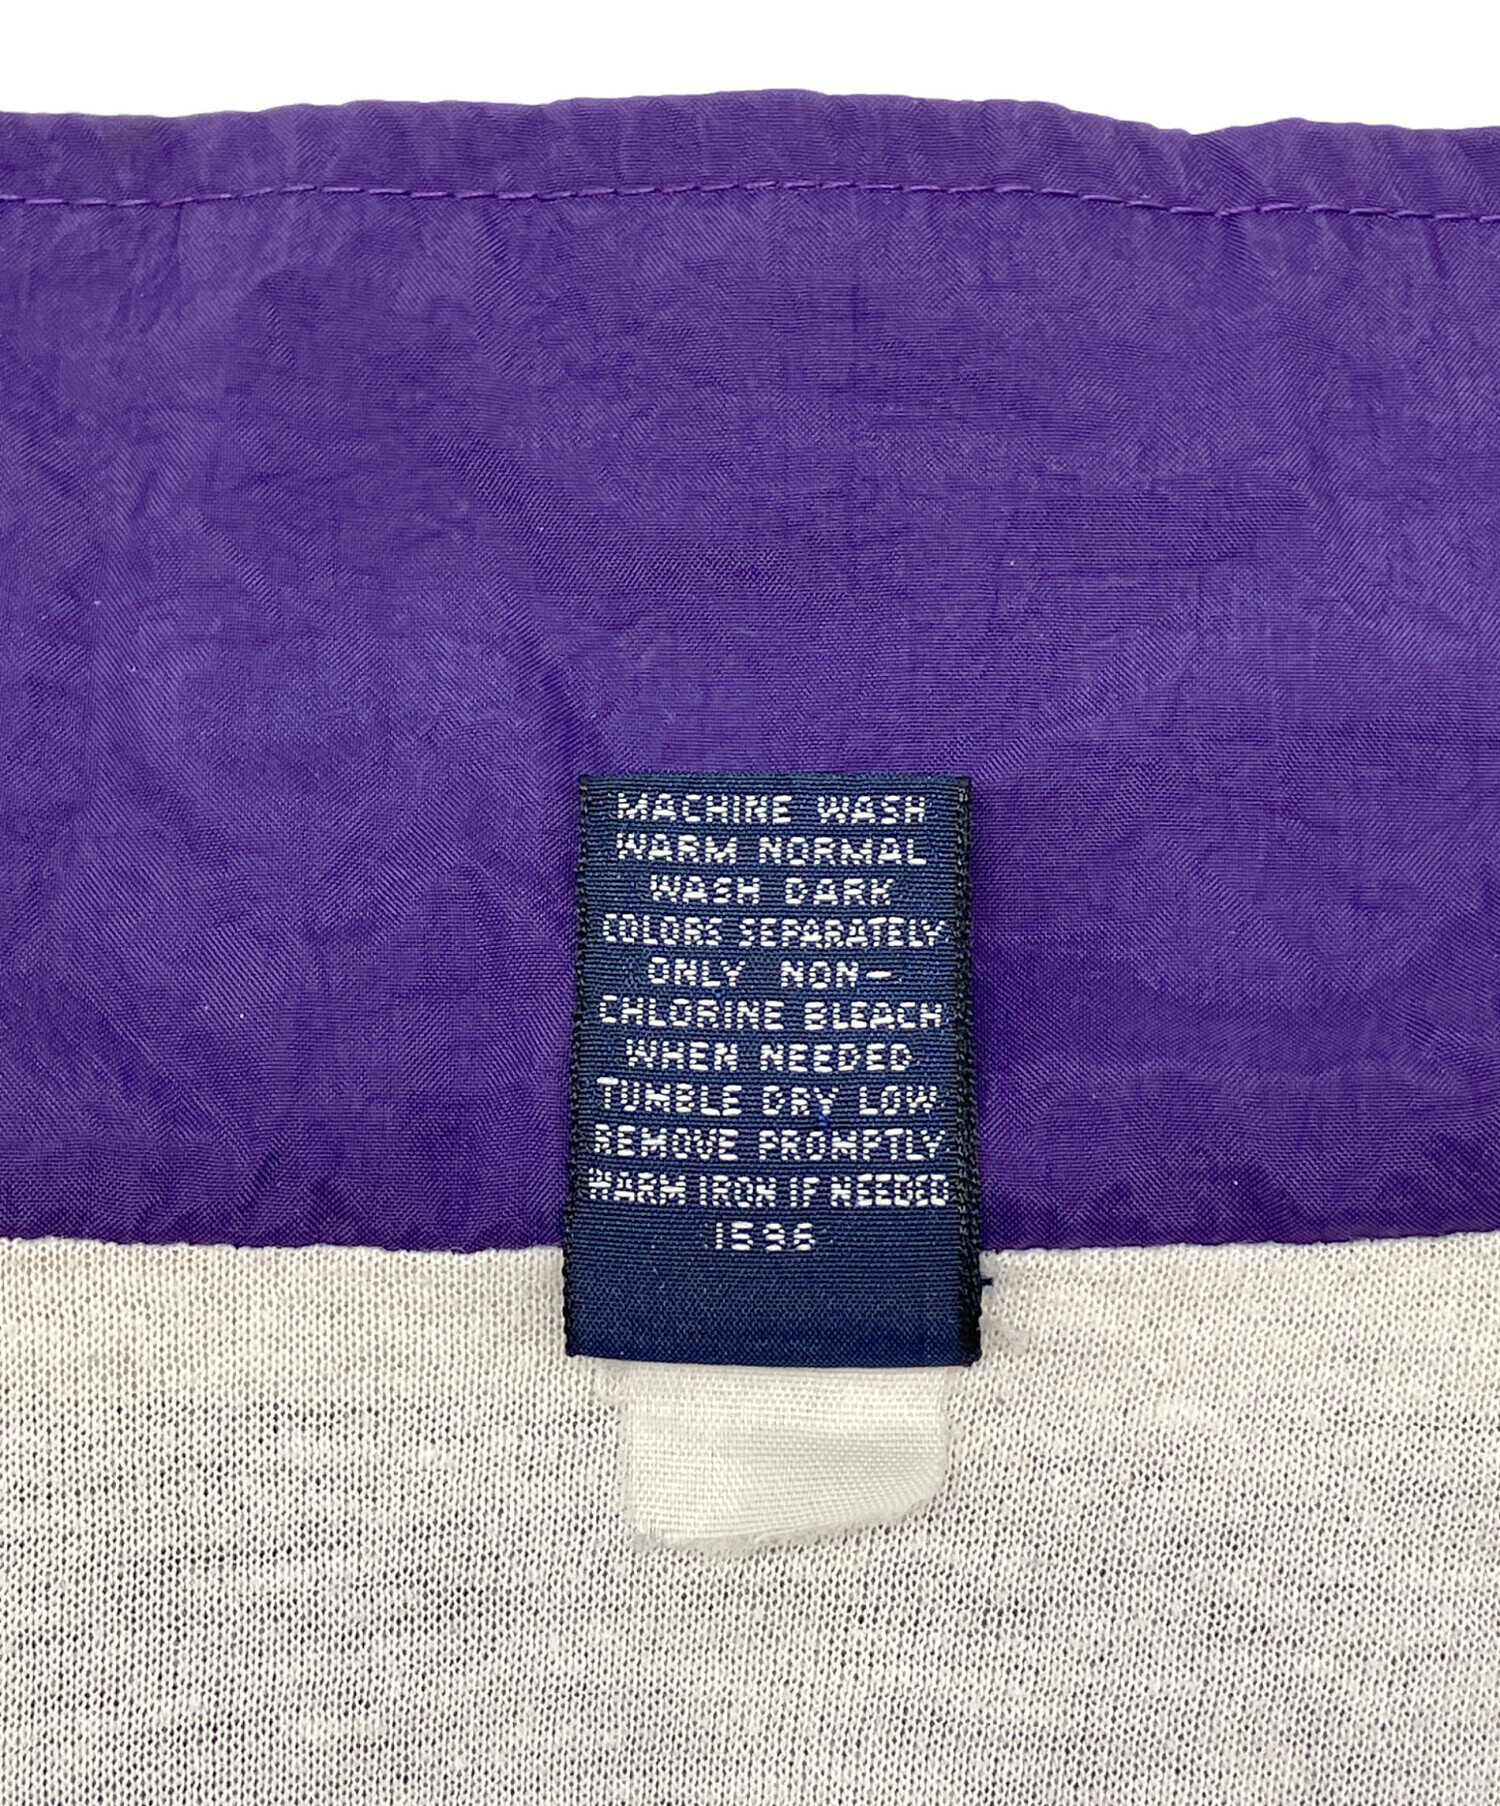 MACHINE WASH
WARM NORMAL
WASH DARK
COLORS SEPARATELY
ONLY NON-
CHLORINE BLEACH
WHEN NEEDED
TUMBLE DRY LOW
REMOVE PROMPTLY
WARM IRON IF NEEDED
1596